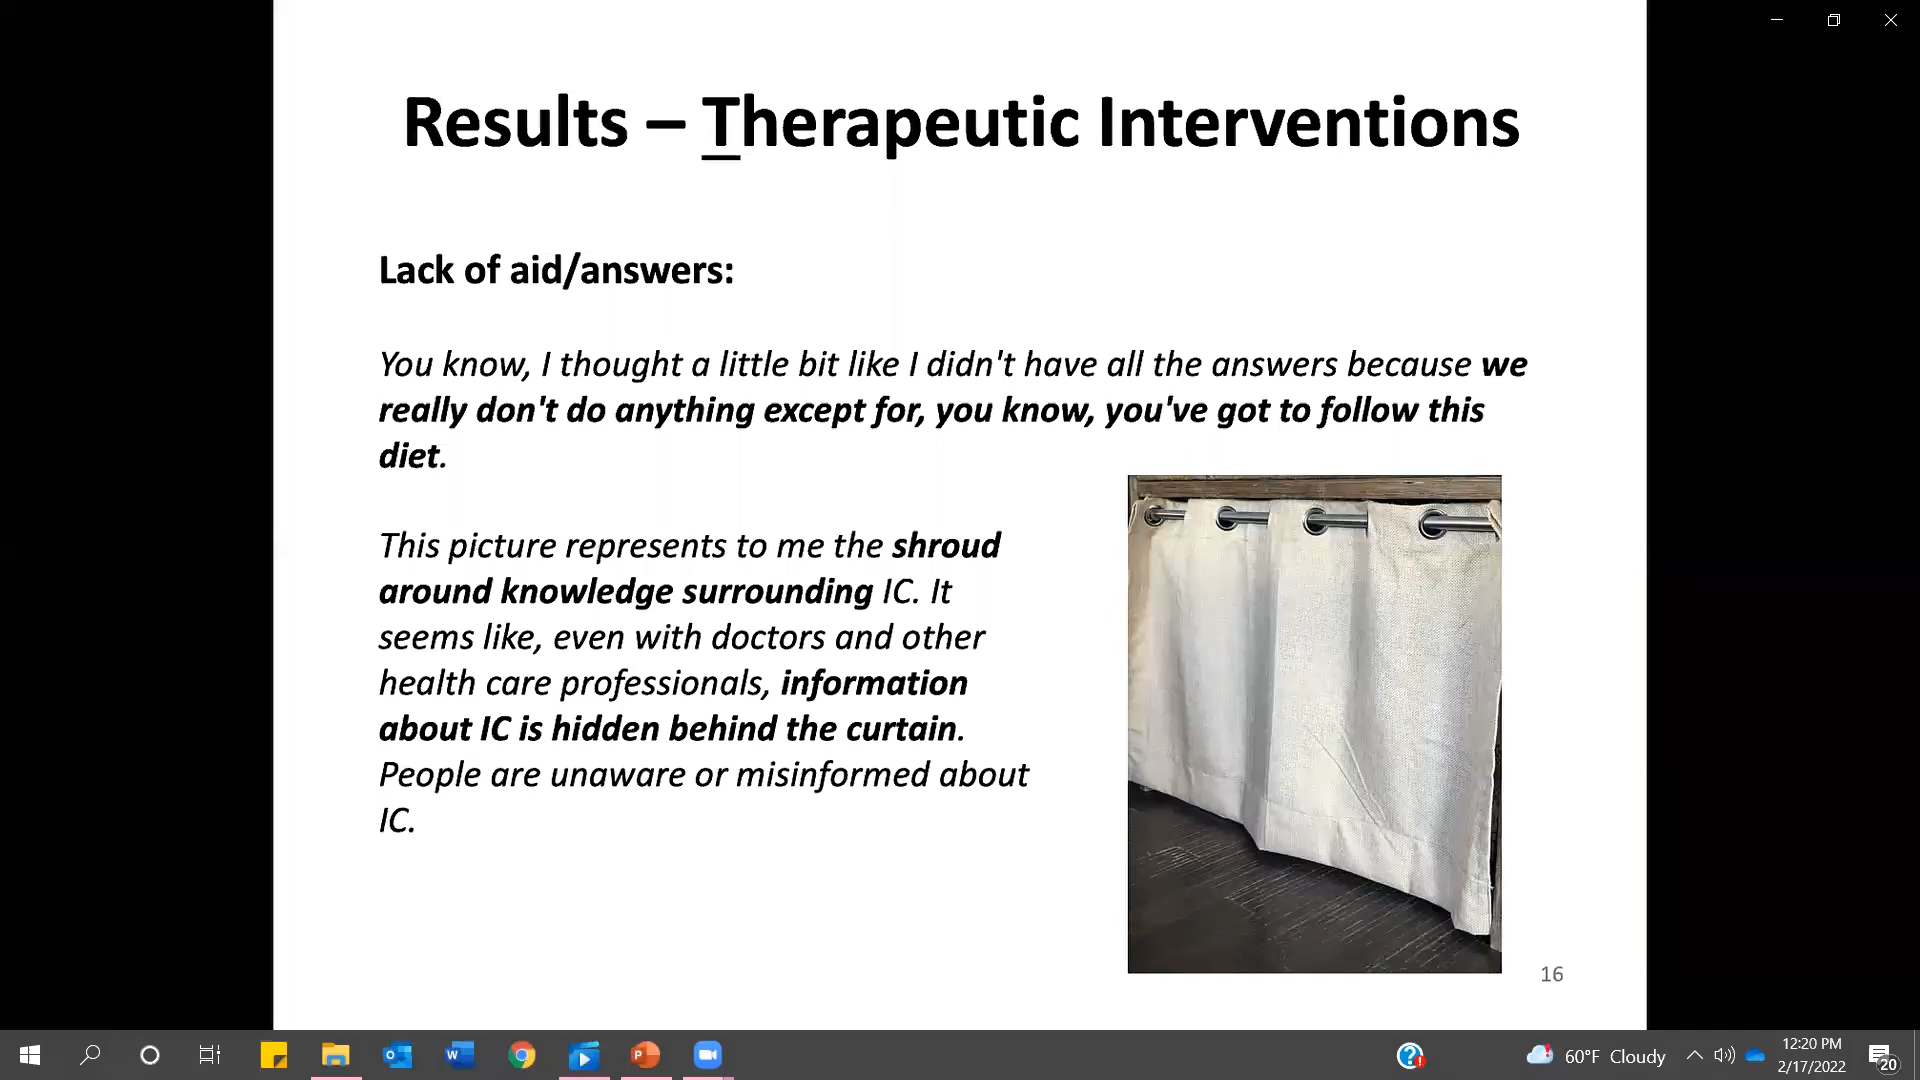 Results – Therapeutic Interventions
Lack of aid/answers:
You know, I thought a little bit like I didn't have all the answers because we
really don't do anything except for, you know, you've got to follow this
diet.
This picture represents to me the shroud
around knowledge surrounding IC. It
seems like, even with doctors and other
health care professionals, information
about IC is hidden behind the curtain.
People are unaware or misinformed about
IC.
16
60°F Cloudy
12:20 PM
2/17/2022
20